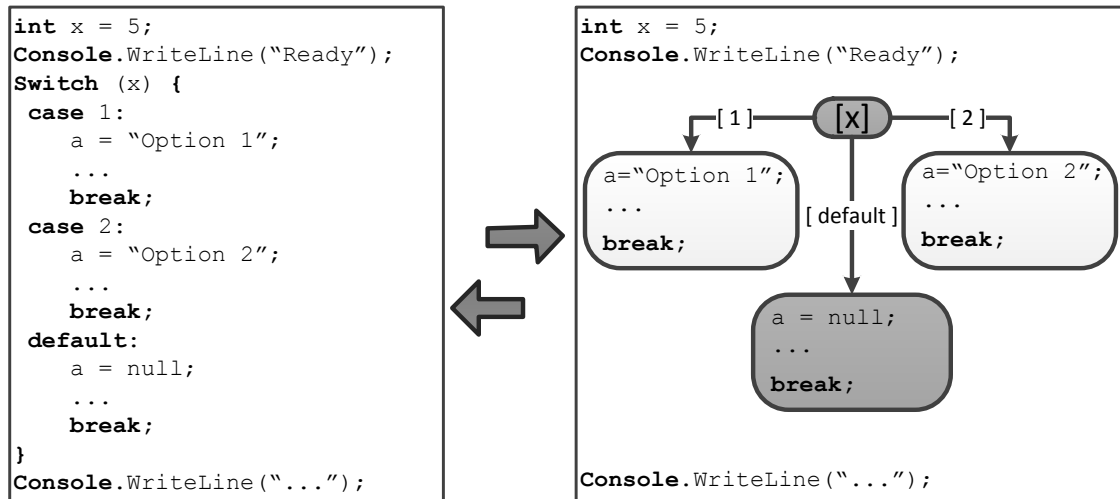 int x = 5;
Console.WriteLine(“Ready”);
Switch (x) {
case 1:
a = “Option 1”;
...
break;
case 2:
a = “Option 2”;
...
break;
default:
a = null;
...
break;
}
Console.WriteLine(“...”);
int x = 5;
Console.WriteLine(“Ready”);
[ 1 ] [x] [ 2 ]
a=“Option 1”;
...
break;
[ default ]
a=“Option 2”;
...
break;
a = null;
...
break;
Console.WriteLine(“...”);